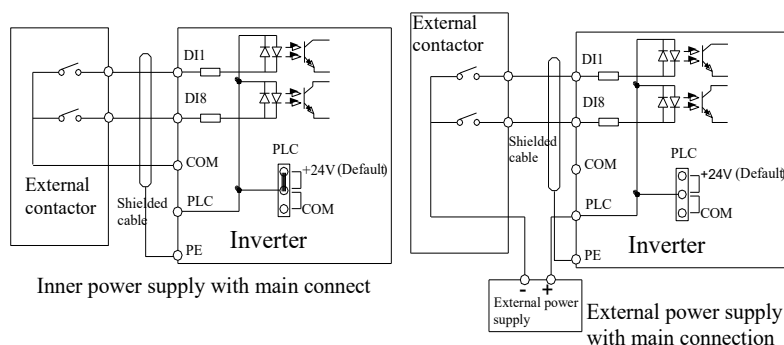 DI1
DI8
COM
PLC
+24V (Default)
External
contactor
Shielded
cable
PLC
COM
PE
Inverter
Inner power supply with main connect
External
contactor
DI1
DI8
Shielded
cable
PLC
COM
+24V (Default)
PLC
COM
PE
Inverter
- +
External power
supply
External power supply
with main connection